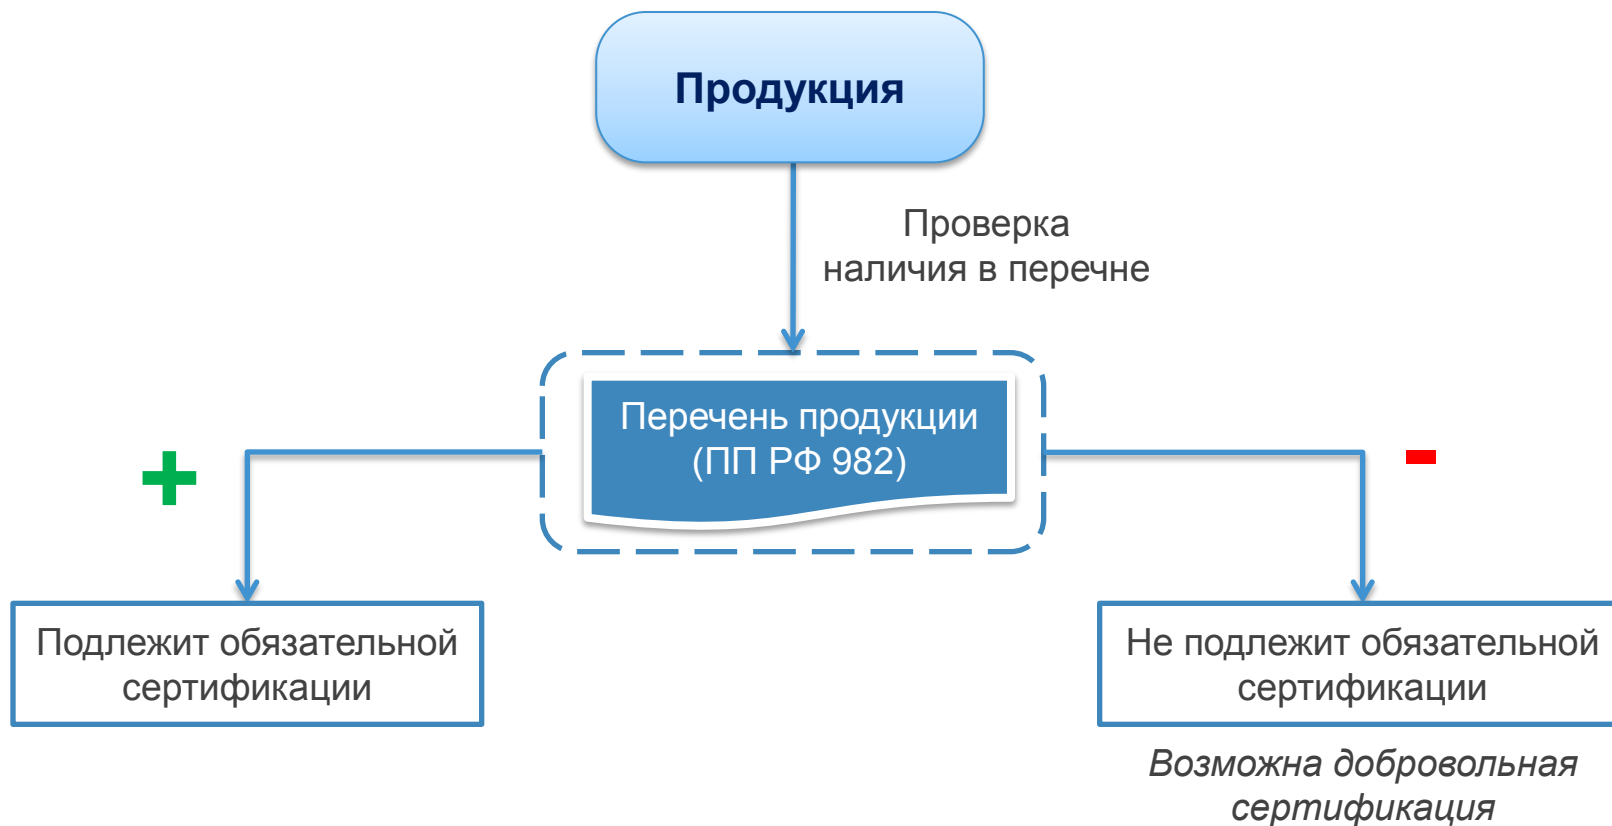 Продукция
Проверка
наличия в перечне
Перечень продукции
(ПП РФ 982)
+
-
Подлежит обязательной
сертификации
Не подлежит обязательной
сертификации
Возможна добровольная
сертификация